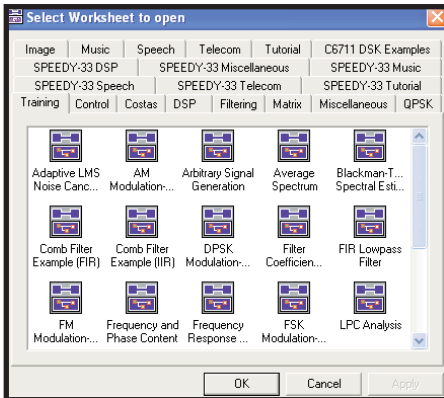 Select Worksheet to open
Image Music Speech Telecom Tutorial C6711 DSK Examples
SPEEDY-33 DSP SPEEDY-33 Miscellaneous SPEEDY-33 Music
SPEEDY-33 Speech SPEEDY-33 Telecom SPEEDY-33 Tutorial
Training Control Costas DSP Filtering Matrix Miscellaneous QPSK
Adaptive LMS AM Arbitrary Signal Average Blackman-T...
Noise Canc... Modulation-... Generation Spectrum Spectral Esti...
Comb Filter Comb Filter DPSK Filter FIR Lowpass
Example (FIR) Example (IIR) Modulation-... Coefficien... Filter
FM Frequency and Frequency FSK LPC Analysis
Modulation-... Phase Content Response ... Modulation-...
OK Cancel Apply